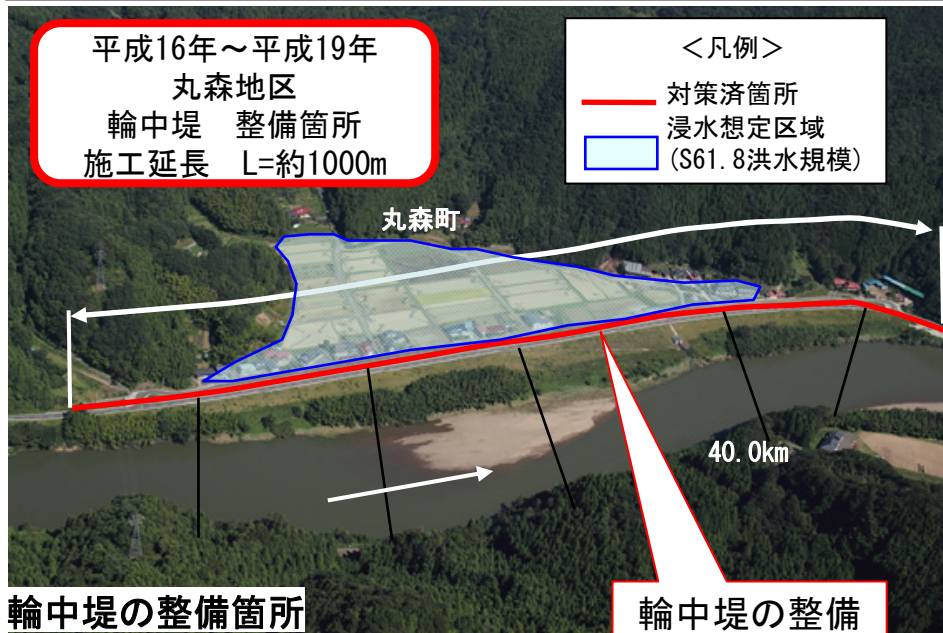 平成16年～平成19年
丸森地区
輪中堤　整備箇所
施工延長　L=約1000m
＜凡例＞
対策済箇所
浸水想定区域
(S61.8洪水規模)
丸森町
40.0km
輪中堤の整備箇所
輪中堤の整備